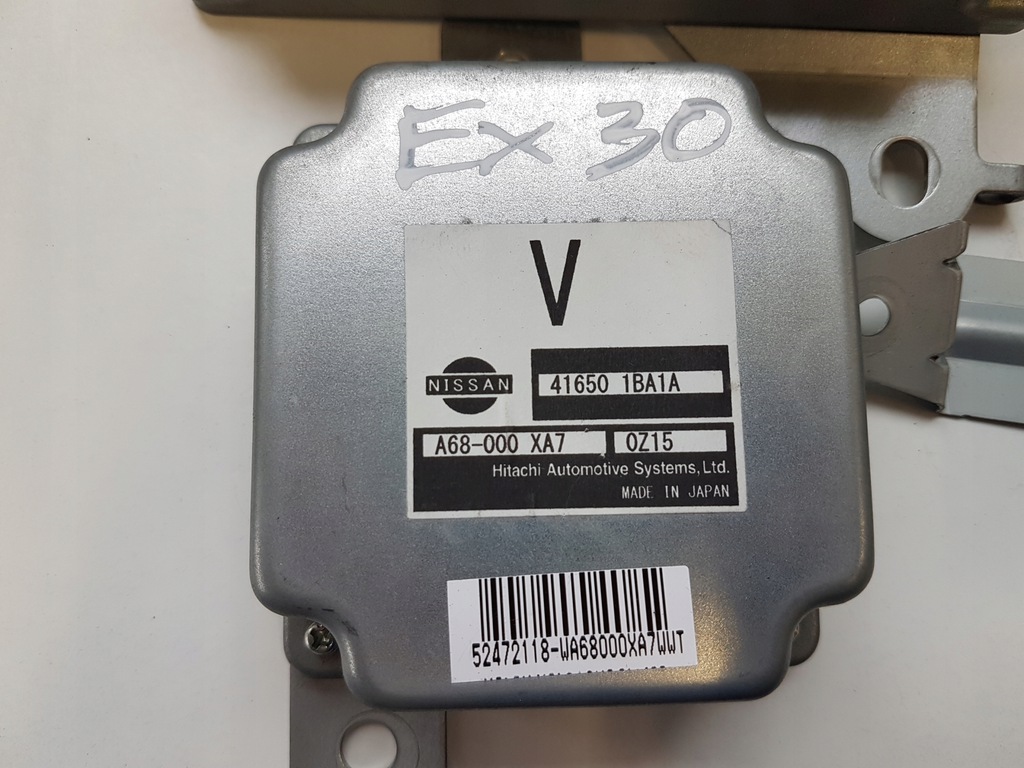 Ex 30
V
NISSAN
41650 1BA1A
A68-000 XA7
0Z15
Hitachi Automotive Systems, Ltd.
MADE IN JAPAN
52472118-WA68000XA7WWT